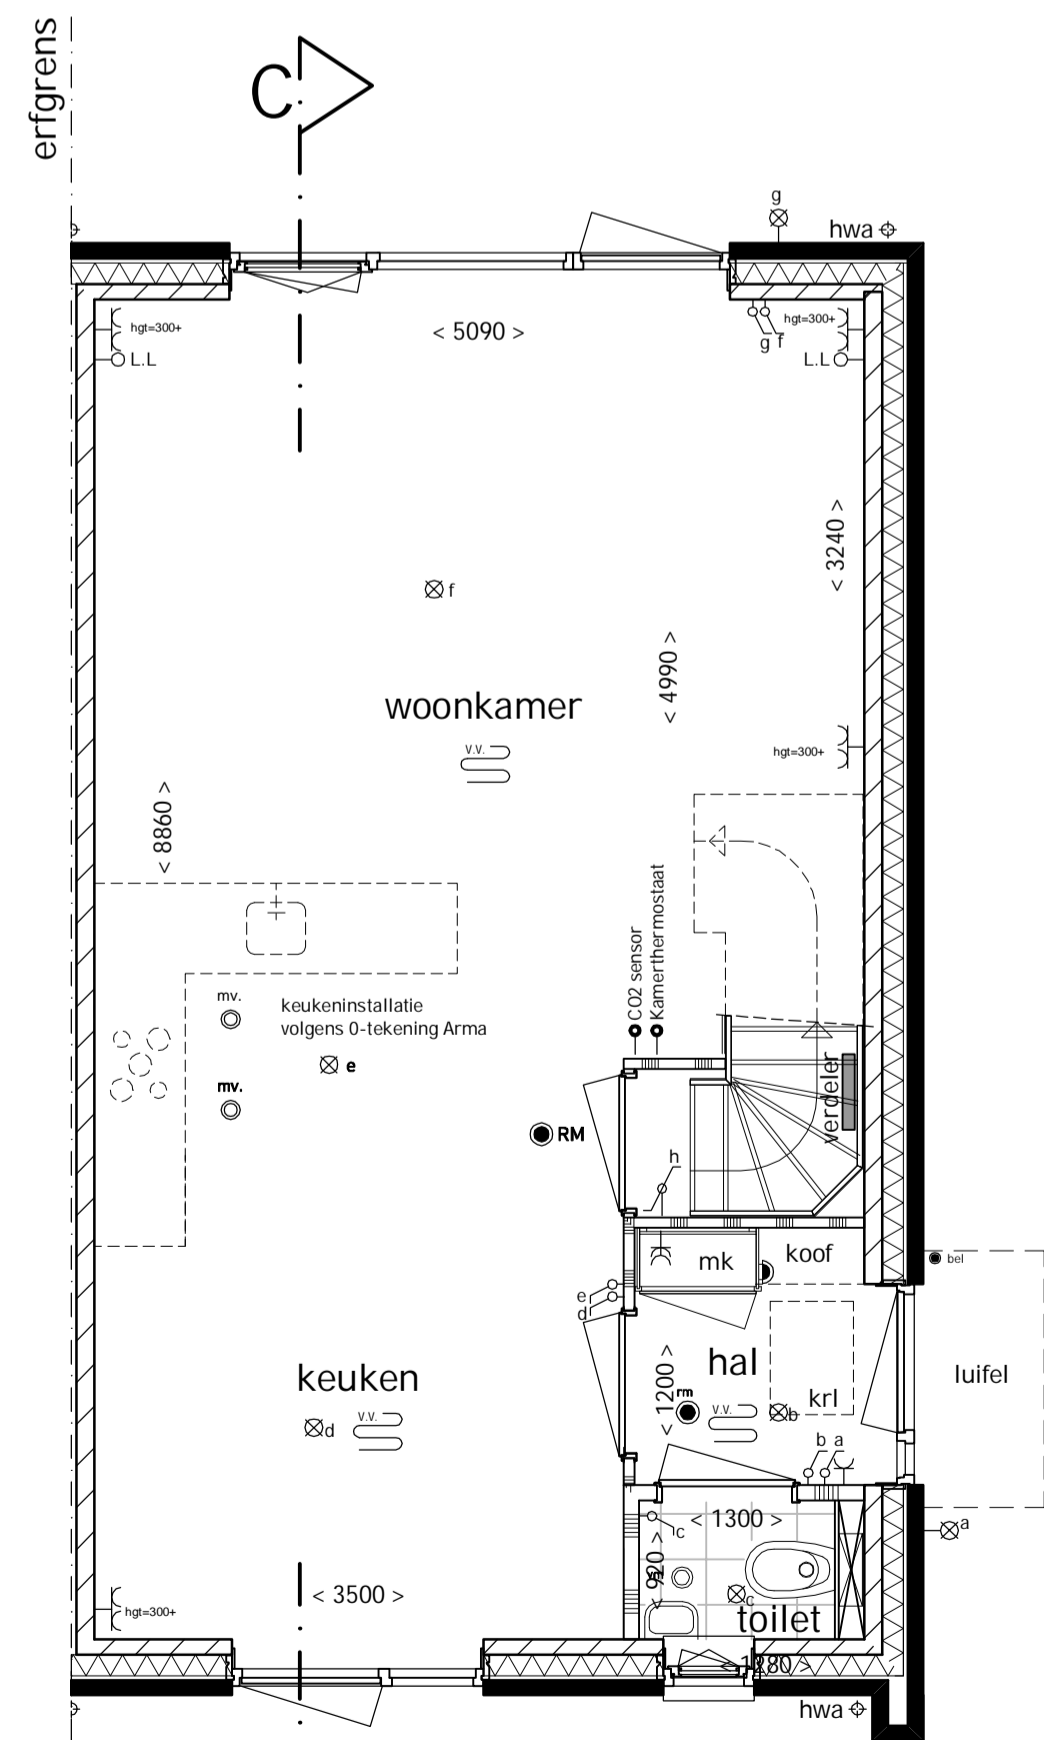 erfgrens
C
g
hwa
hgt=300+
< 5090 >
hgt=300+
L.L
g f
L.L
< 3240 >
f
< 4990 >
woonkamer
v.v.
hgt=300+
< 8860 >
CO2 sensor
Kamerthermostaat
mv.
keukeninstallatie
volgens 0-tekening Arma
e
verdeler
mv.
RM
h
mk
koof
bel
e
d
keuken
< 1200 >
hal
luifel
rm
krl
d
v.v.
v.v.
b
b a
< 1300 >
a
c
< 920 >
c
< 3500 >
hgt=300+
toilet
< 1280 >
hwa